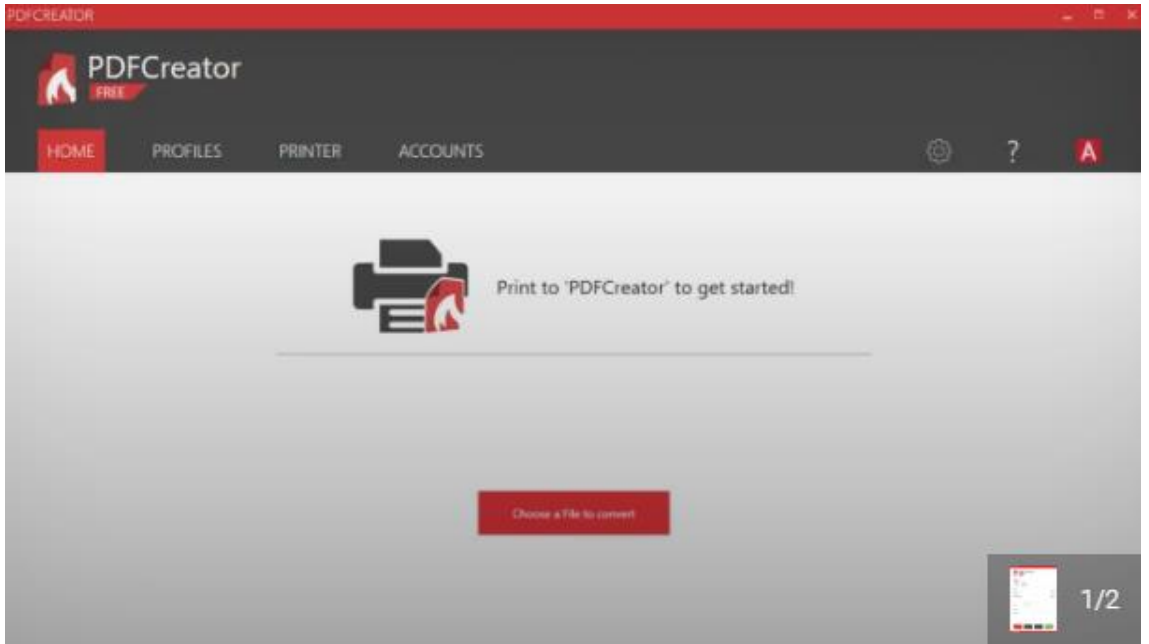 PDFCREATOR
PDFCreator
FREE
HOME PROFILES PRINTER ACCOUNTS ? A
Print to 'PDFCreator' to get started!
Choose a File to convert
1/2